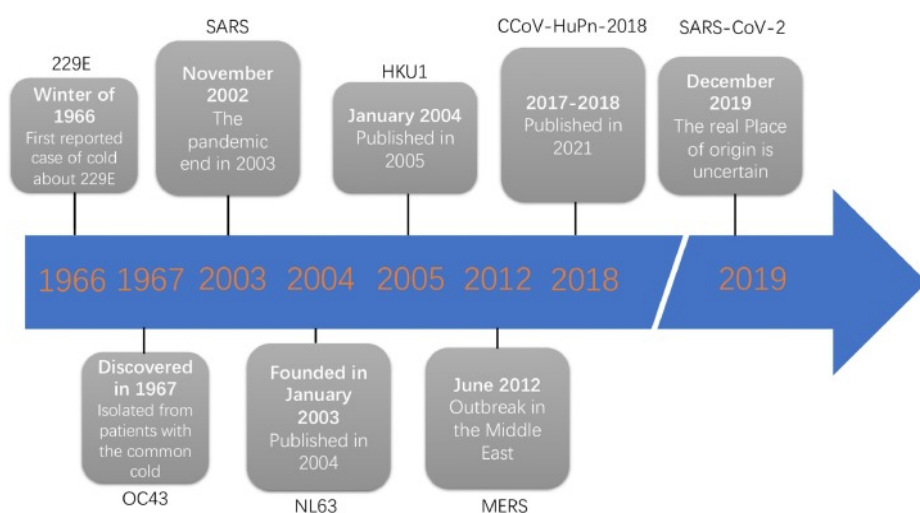 229E
Winter of
1966
First reported
case of cold
about 229E
SARS
November
2002
The
pandemic
end in 2003
HKU1
January 2004
Published in
2005
CCoV-HuPn-2018
2017-2018
Published in
2021
SARS-CoV-2
December
2019
The real Place
of origin is
uncertain
1966 1967 2003 2004 2005 2012 2018 2019
Discovered
in 1967
Isolated from
patients with
the common
cold
OC43
Founded in
January
2003
Published in
2004
NL63
June 2012
Outbreak in
the Middle
East
MERS